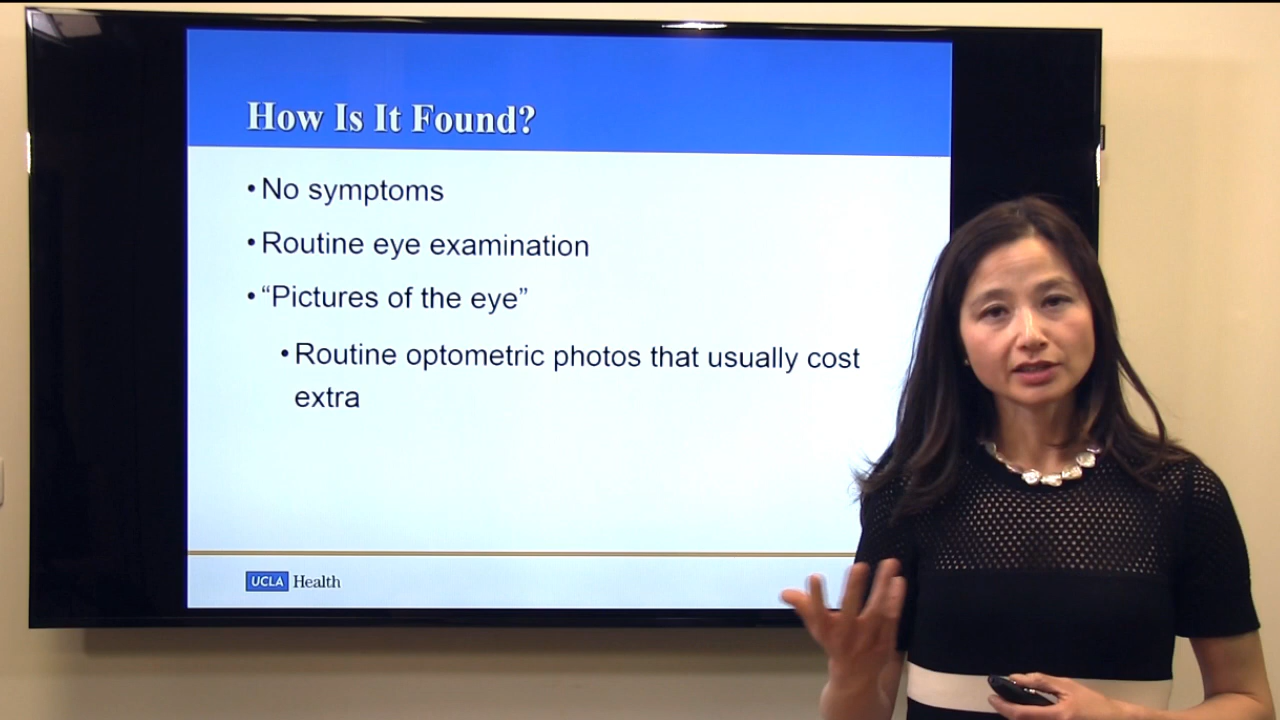 How Is It Found?
• No symptoms
• Routine eye examination
• “Pictures of the eye”
• Routine optometric photos that usually cost
extra
UCLA Health